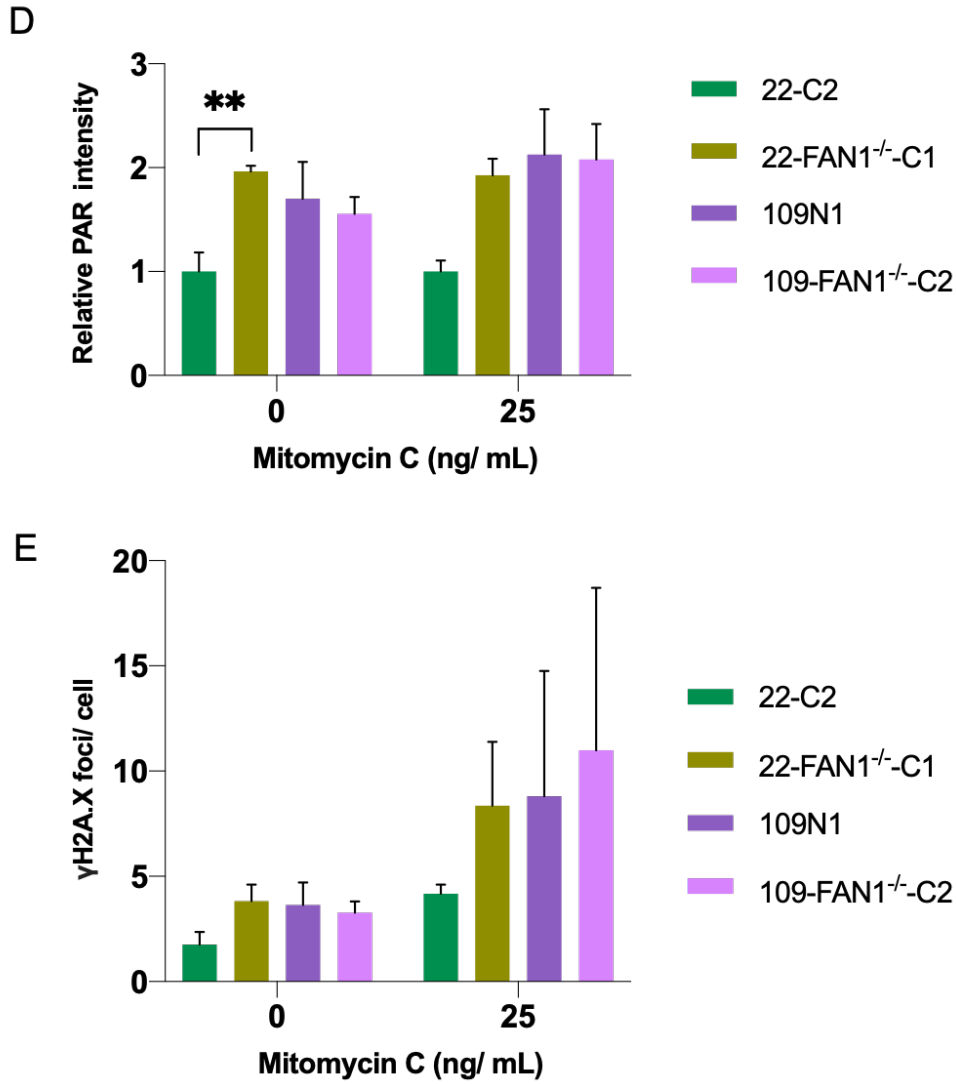 D
3
2
1
0
Relative PAR intensity
**
0
25
Mitomycin C (ng/ mL)
22-C2
22-FAN1-/--C1
109N1
109-FAN1-/--C2
E
20
15
10
5
0
γH2A.X foci/ cell
0
25
Mitomycin C (ng/ mL)
22-C2
22-FAN1-/--C1
109N1
109-FAN1-/--C2